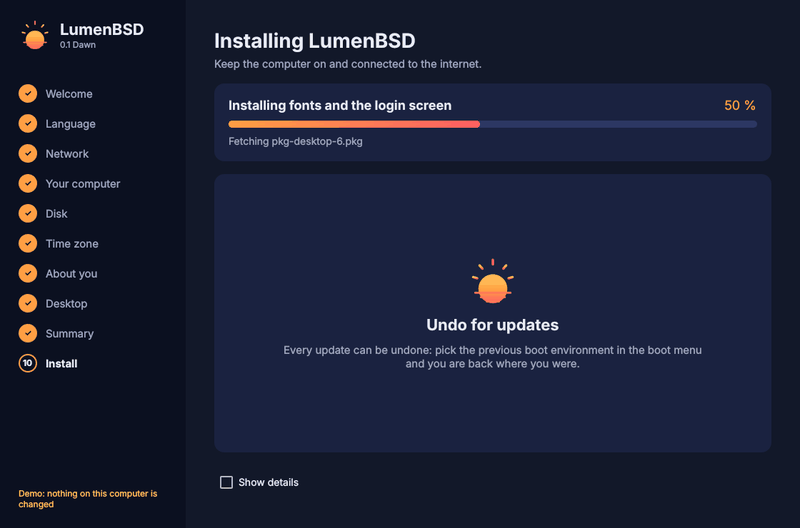 LumenBSD
0.1 Dawn
Welcome
Language
Network
Your computer
Disk
Time zone
About you
Desktop
Summary
10 Install
Demo: nothing on this computer is
changed
Installing LumenBSD
Keep the computer on and connected to the internet.
Installing fonts and the login screen 50 %
Fetching pkg-desktop-6.pkg
Undo for updates
Every update can be undone: pick the previous boot environment in the boot menu
and you are back where you were.
Show details